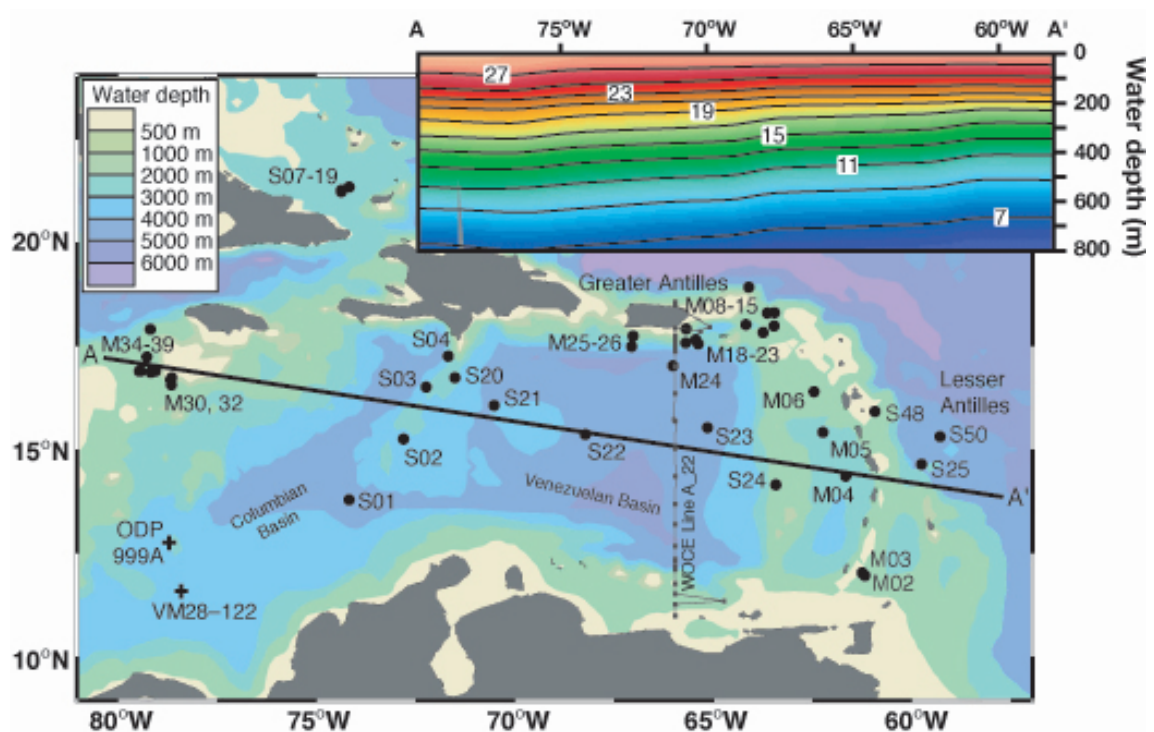 A 75°W 70°W 65°W 60°W A'
0
200
400
600
800
Water depth (m)
27
23
19
15
11
7
Water depth
500 m
1000 m
2000 m
3000 m
4000 m
5000 m
6000 m
S07-19
20°N
15°N
10°N
Greater Antilles
M08-15
M34-39
A
M30, 32
S04
S03
S20
S21
S02
S01
M25-26
M18-23
M24
M06
Lesser
Antilles
S48
S50
M05
S23
S22
S25
S24
M04
A'
Venezuelan Basin
Columbian
Basin
WOCE Line A_22
ODP
999A
VM28–122
M03
M02
80°W 75°W 70°W 65°W 60°W